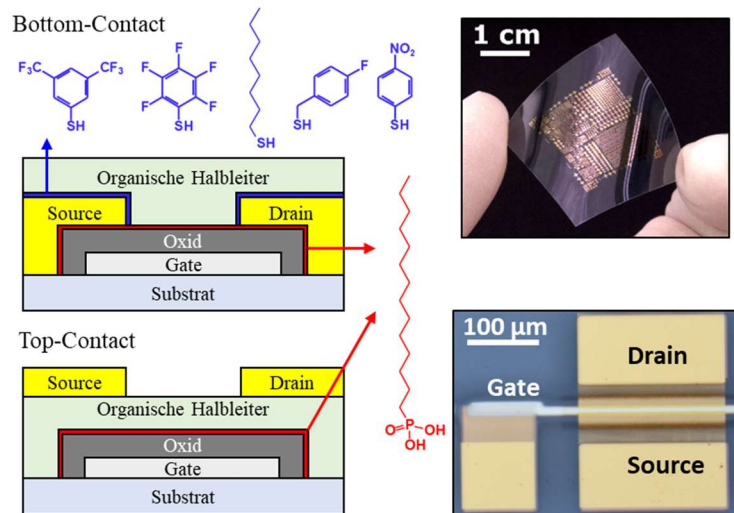 Bottom-Contact
CF₃
CF₃
SH
F
F
F
F
F
SH
SH
F
SH
NO₂
SH
Organische Halbleiter
Source
Drain
Oxid
Gate
Substrat
Top-Contact
Source
Drain
Organische Halbleiter
Oxid
Gate
Substrat
O
P
OH
OH
1 cm
100 µm
Drain
Gate
Source